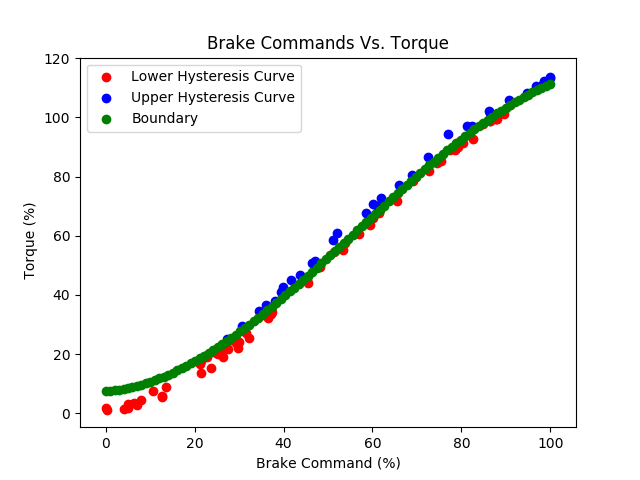 Brake Commands Vs. Torque
Lower Hysteresis Curve
Upper Hysteresis Curve
Boundary
Torque (%)
120
100
80
60
40
20
0
0 20 40 60 80 100
Brake Command (%)